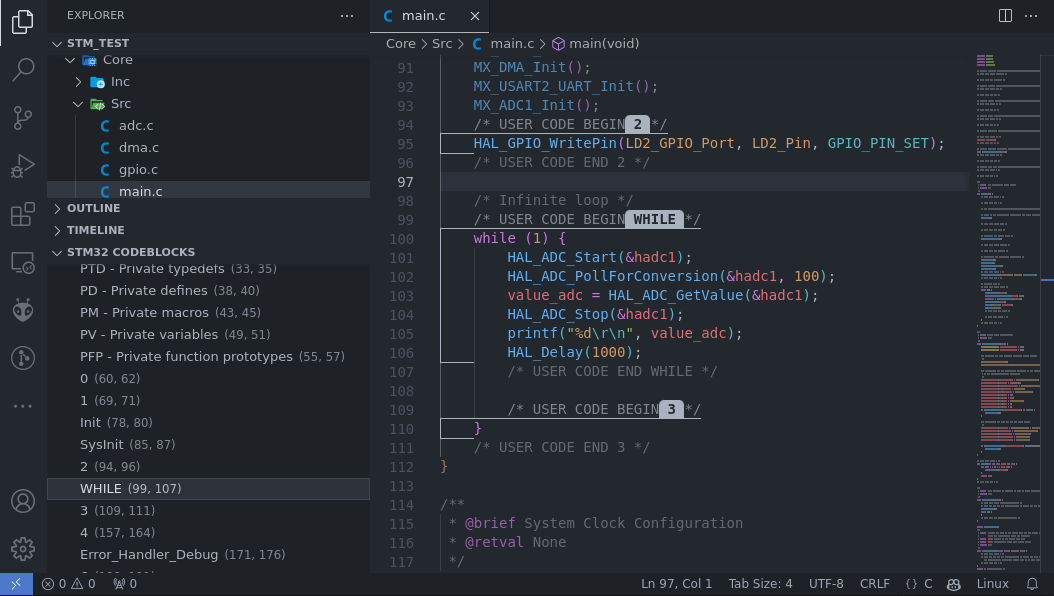 EXPLORER
main.c
STM_TEST
Core
Inc
Src
adc.c
dma.c
gpio.c
main.c
OUTLINE
TIMELINE
STM32 CODEBLOCKS
PTD - Private typedefs (33, 35)
PD - Private defines (38, 40)
PM - Private macros (43, 45)
PV - Private variables (49, 51)
PFP - Private function prototypes (55, 57)
0 (60, 62)
1 (69, 71)
Init (78, 80)
SysInit (85, 87)
2 (94, 96)
WHILE (99, 107)
3 (109, 111)
4 (157, 164)
Error_Handler_Debug (171, 176)
Core > Src > main.c > main(void)
91 MX_DMA_Init();
92 MX_USART2_UART_Init();
93 MX_ADC1_Init();
94 /* USER CODE BEGIN 2 */
95 HAL_GPIO_WritePin(LD2_GPIO_Port, LD2_Pin, GPIO_PIN_SET);
96 /* USER CODE END 2 */
97
98 /* Infinite loop */
99 /* USER CODE BEGIN WHILE */
100 while (1) {
101 HAL_ADC_Start(&hadc1);
102 HAL_ADC_PollForConversion(&hadc1, 100);
103 value_adc = HAL_ADC_GetValue(&hadc1);
104 HAL_ADC_Stop(&hadc1);
105 printf("%d\r\n", value_adc);
106 HAL_Delay(1000);
107 /* USER CODE END WHILE */
108
109 /* USER CODE BEGIN 3 */
110 }
111 /* USER CODE END 3 */
112 }
113
114 /**
115 * @brief System Clock Configuration
116 * @retval None
117 */
0 0 0 Ln 97, Col 1 Tab Size: 4 UTF-8 CRLF {} C Linux